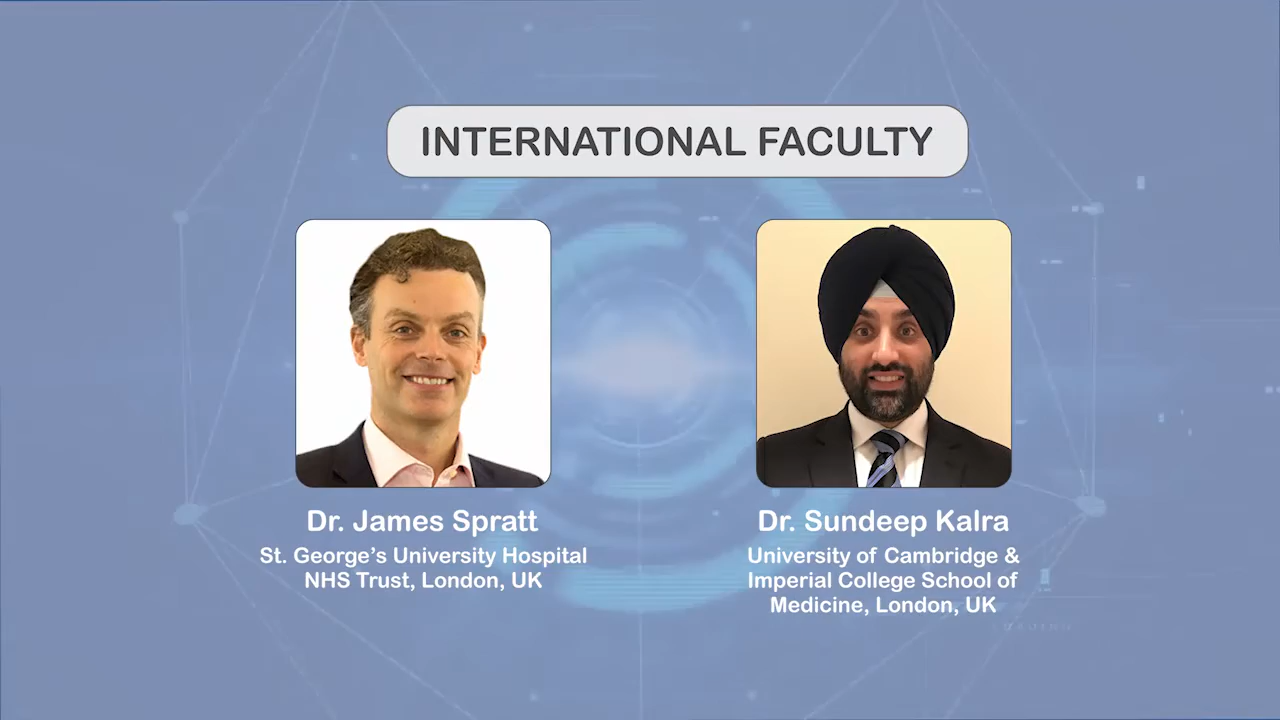 INTERNATIONAL FACULTY
Dr. James Spratt
St. George's University Hospital
NHS Trust, London, UK
Dr. Sundeep Kalra
University of Cambridge &
Imperial College School of
Medicine, London, UK